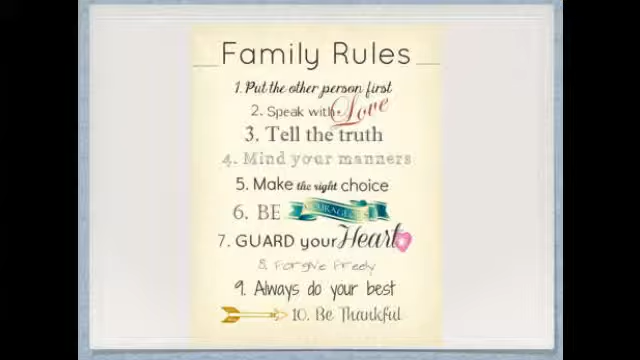 Family Rules
1. Put the other person first
2. Speak with Love
3. Tell the truth
4. Mind your manners
5. Make the right choice
6. BE COURAGEOUS
7. GUARD your Heart
8. Forgive Freely
9. Always do your best
10. Be Thankful